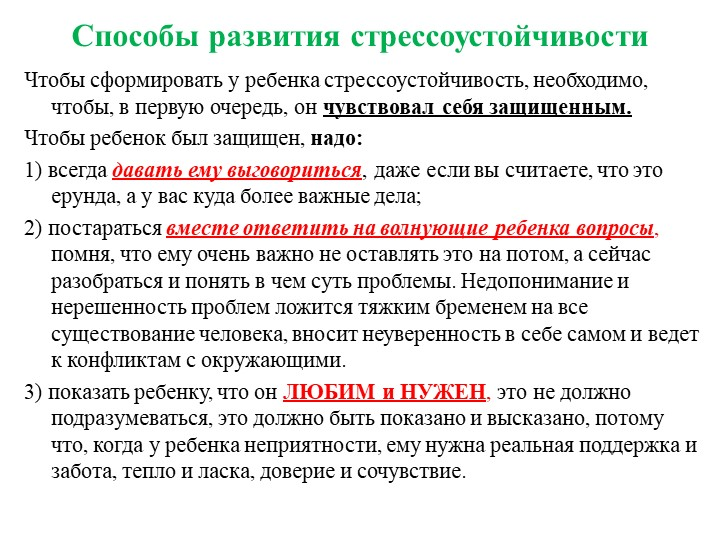 Способы развития стрессоустойчивости
Чтобы сформировать у ребенка стрессоустойчивость, необходимо,
чтобы, в первую очередь, он чувствовал себя защищенным.
Чтобы ребенок был защищен, надо:
1) всегда давать ему выговориться, даже если вы считаете, что это
ерунда, а у вас куда более важные дела;
2) постараться вместе ответить на волнующие ребенка вопросы,
помня, что ему очень важно не оставлять это на потом, а сейчас
разобраться и понять в чем суть проблемы. Недопонимание и
нерешенность проблем ложится тяжким бременем на все
существование человека, вносит неуверенность в себе самом и ведет
к конфликтам с окружающими.
3) показать ребенку, что он ЛЮБИМ и НУЖЕН, это не должно
подразумеваться, это должно быть показано и высказано, потому
что, когда у ребенка неприятности, ему нужна реальная поддержка и
забота, тепло и ласка, доверие и сочувствие.